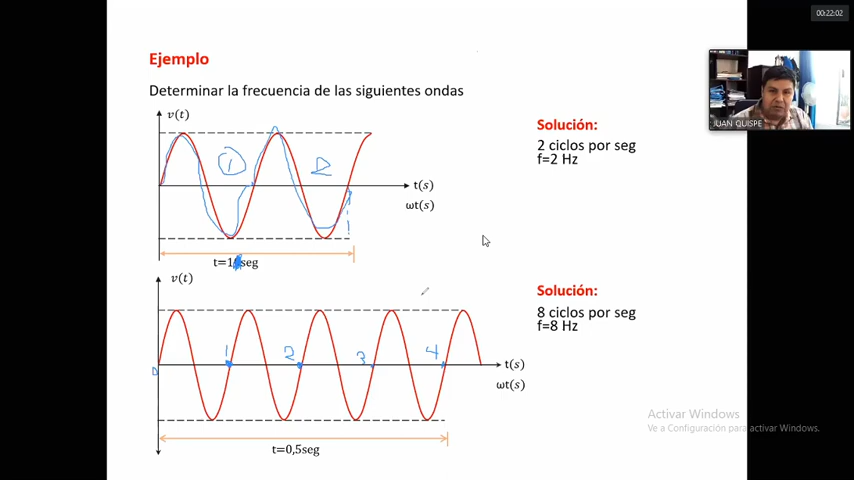 00:22:02
Ejemplo
Determinar la frecuencia de las siguientes ondas
v(t)
1
2
t(s)
ωt(s)
Solución:
2 ciclos por seg
f=2 Hz
JUAN QUISPE
v(t)
0
1
2
3
4
t(s)
ωt(s)
t=0,5seg
Solución:
8 ciclos por seg
f=8 Hz
Activar Windows
Ve a Configuración para activar Windows.